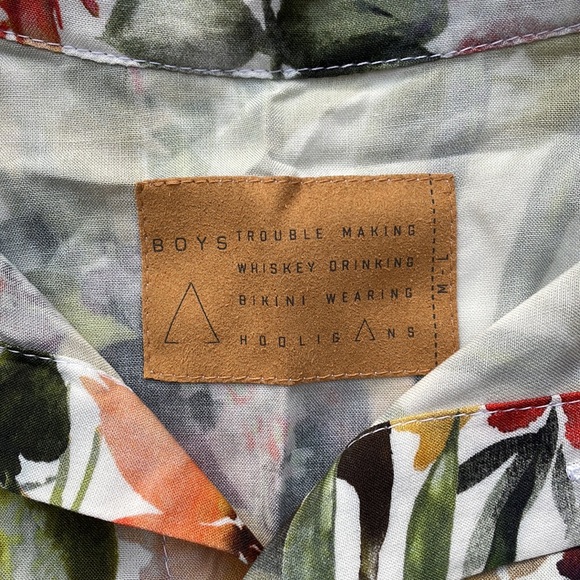 BOYS
TROUBLE MAKING
WHISKEY DRINKING
BIKINI WEARING
HOOLIGANS
M-L